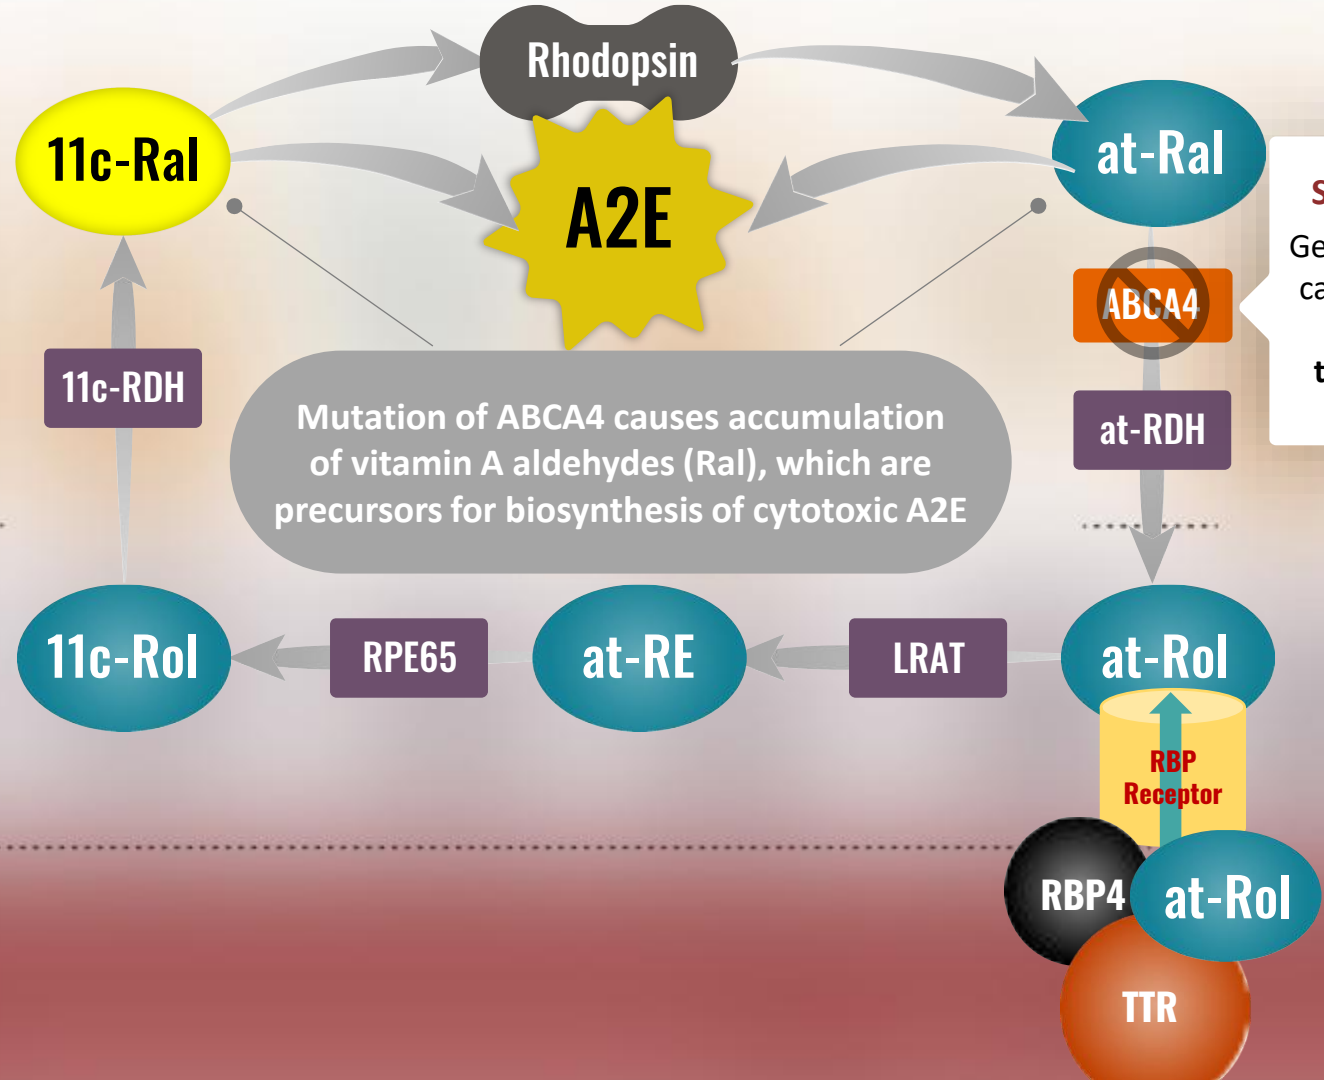 Rhodopsin
11c-Ral
at-Ral
A2E
ABCA4
11c-RDH
at-RDH
Mutation of ABCA4 causes accumulation
of vitamin A aldehydes (Ral), which are
precursors for biosynthesis of cytotoxic A2E
11c-Rol
RPE65
at-RE
LRAT
at-Rol
RBP
Receptor
RBP4
at-Rol
TTR